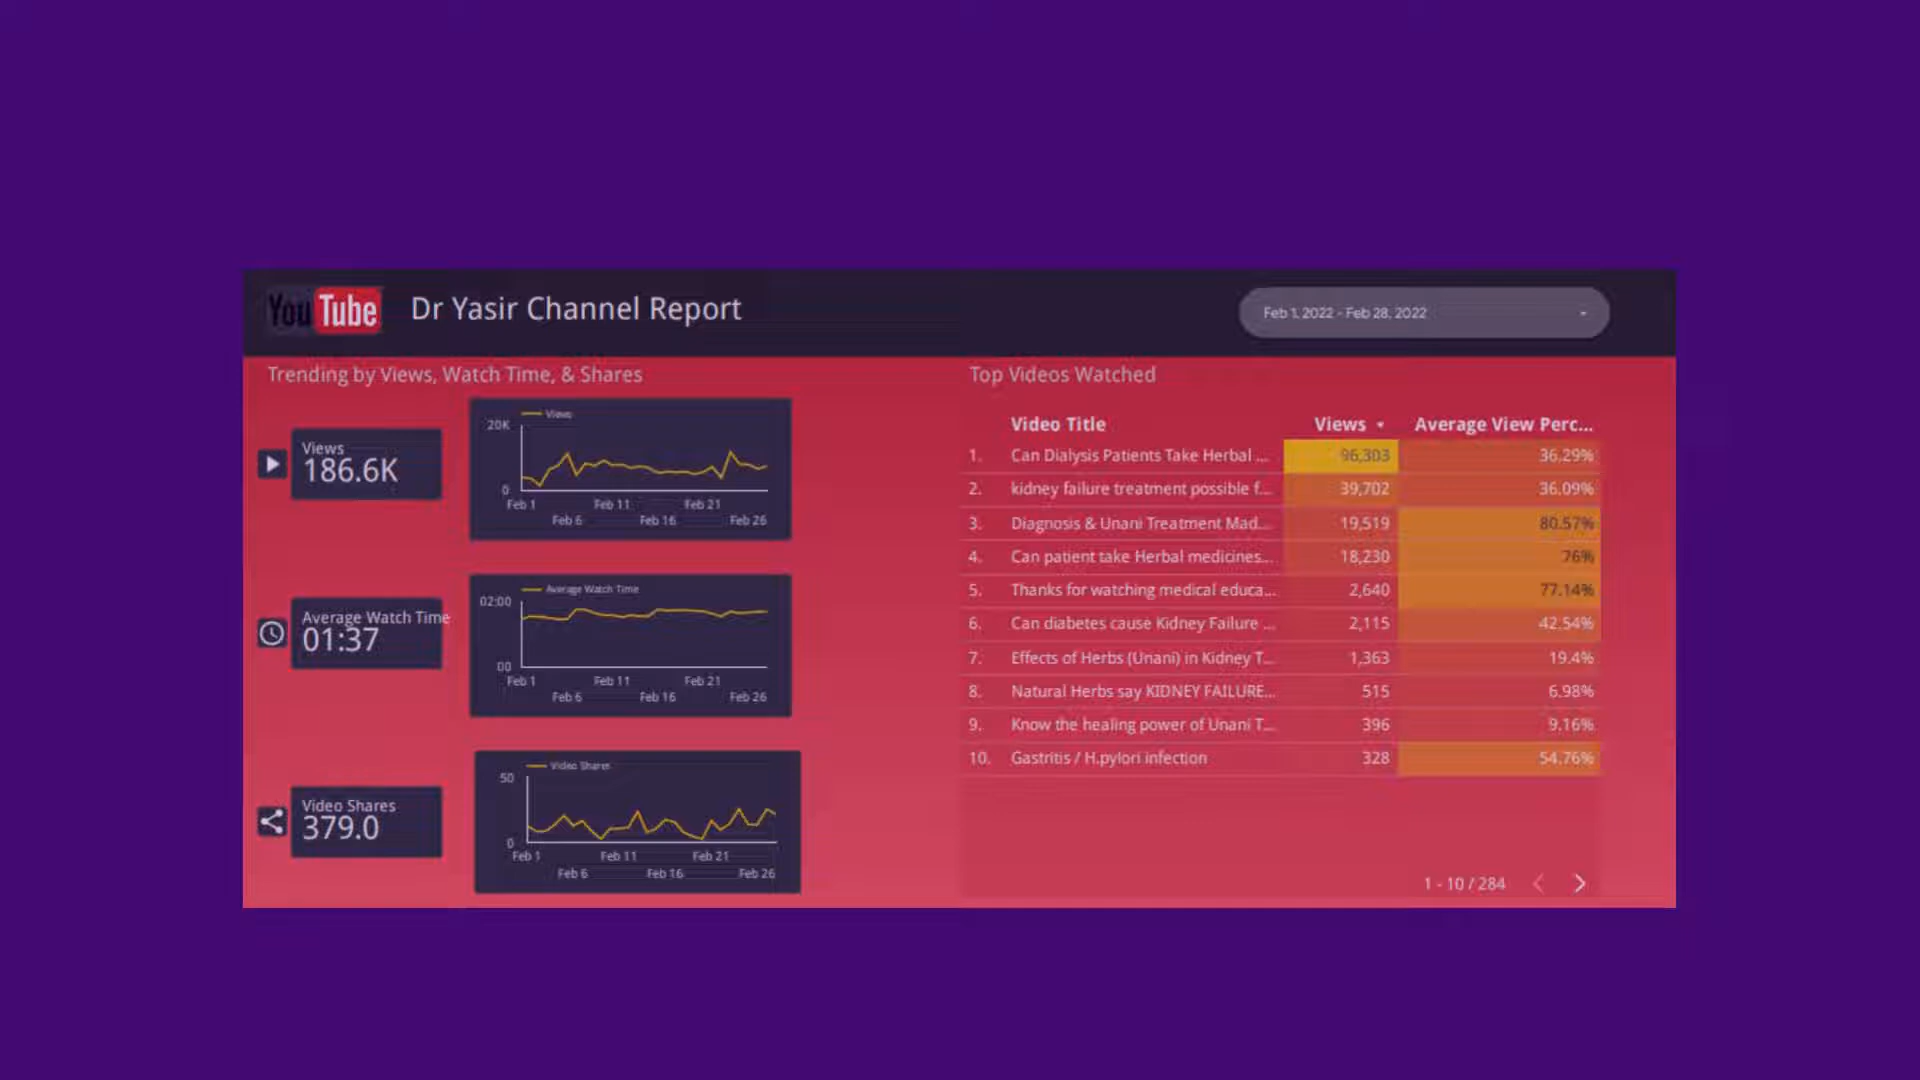 YouTube
Dr Yasir Channel Report
Feb 1, 2022 - Feb 28, 2022
Trending by Views, Watch Time, & Shares
Views
186.6K
Views
20K
0
Feb 1
Feb 11
Feb 21
Feb 6
Feb 16
Feb 26
Average Watch Time
01:37
Average Watch Time
02:00
00
Feb 1
Feb 11
Feb 21
Feb 6
Feb 16
Feb 26
Video Shares
379.0
Video Shares
50
0
Feb 1
Feb 11
Feb 21
Feb 6
Feb 16
Feb 26
Top Videos Watched
Video Title Views Average View Perc...
1. Can Dialysis Patients Take Herbal ... 96,303 36.29%
2. kidney failure treatment possible f... 39,702 36.09%
3. Diagnosis & Unani Treatment Mad... 19,519 80.57%
4. Can patient take Herbal medicines... 18,230 76%
5. Thanks for watching medical educa... 2,640 77.14%
6. Can diabetes cause Kidney Failure ... 2,115 42.54%
7. Effects of Herbs (Unani) in Kidney T... 1,363 19.4%
8. Natural Herbs say KIDNEY FAILURE... 515 6.98%
9. Know the healing power of Unani T... 396 9.16%
10. Gastritis / H.pylori infection 328 54.76%
1 - 10 / 284